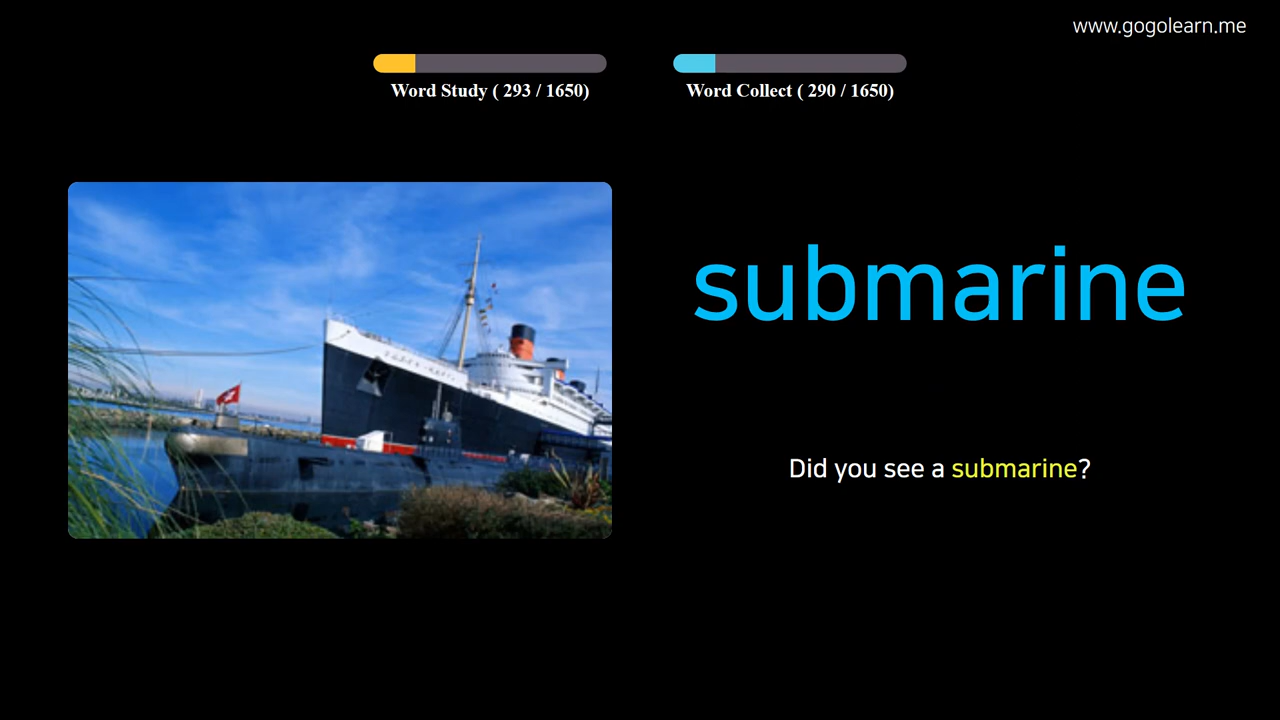 www.gogolearn.me
Word Study ( 293 / 1650)
Word Collect ( 290 / 1650)
submarine
Did you see a submarine?